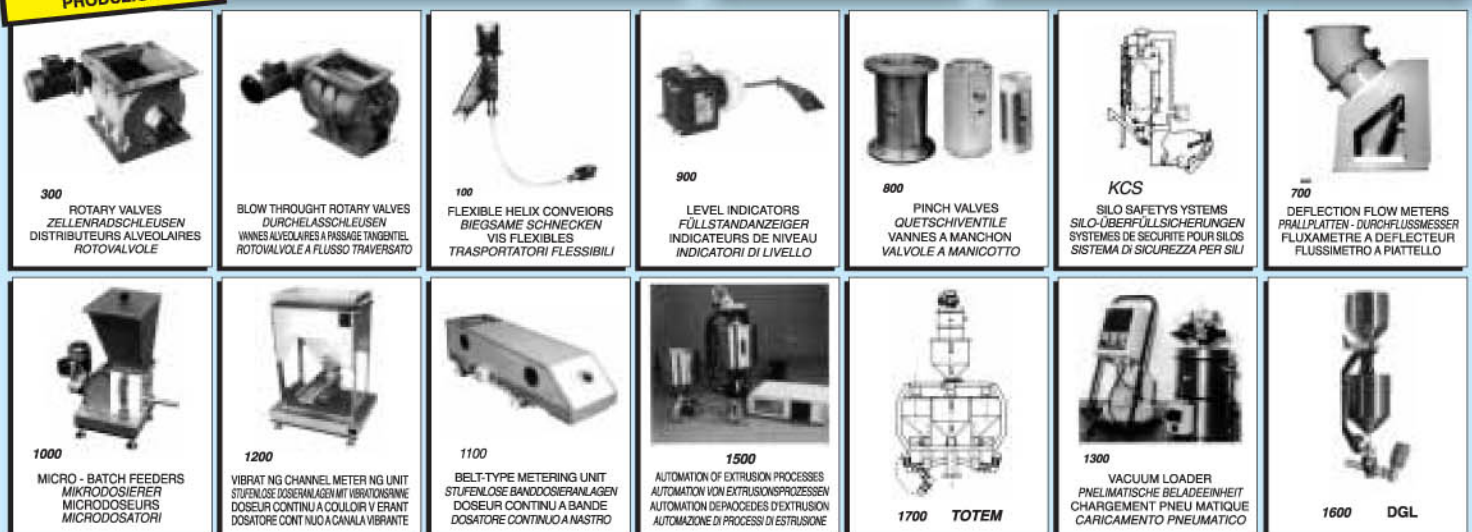 PRODUZIO
300
ROTARY VALVES
ZELLENRADSCHLEUSEN
DISTRIBUTEURS ALVEOLAIRES
ROTOVALVOLE
BLOW THROUGHT ROTARY VALVES
DURCHELASSCHLEUSEN
VANNES ALVEOLAIRES A PASSAGE TANGENTIEL
ROTOVALVOLE A FLUSSO TRAVERSATO
100
FLEXIBLE HELIX CONVEIORS
BIEGSAME SCHNECKEN
VIS FLEXIBLES
TRASPORTATORI FLESSIBILI
900
LEVEL INDICATORS
FÜLLSTANDANZEIGER
INDICATEURS DE NIVEAU
INDICATORI DI LIVELLO
800
PINCH VALVES
QUETSCHIVENTILE
VANNES A MANCHON
VALVOLE A MANICOTTO
KCS
SILO SAFETYS YSTEMS
SILO-ÜBERFÜLLSICHERUNGEN
SYSTEMES DE SECURITE POUR SILOS
SISTEMA DI SICUREZZA PER SILI
700
DEFLECTION FLOW METERS
PRALLPLATTEN - DURCHFLUSSMESSER
FLUXAMETRE A DEFLECTEUR
FLUSSIMETRO A PIATTELLO
1000
MICRO - BATCH FEEDERS
MIKRODOSIERER
MICRODOSEURS
MICRODOSATORI
1200
VIBRAT NG CHANNEL METER NG UNIT
STUFENLOSE DOSIERANLAGEN MIT VIBRATIONSRINNE
DOSEUR CONTINU A COULOIR V ERANT
DOSATORE CONT NUO A CANALA VIBRANTE
1100
BELT-TYPE METERING UNIT
STUFENLOSE BANDDOSIERANLAGEN
DOSEUR CONTINU A BANDE
DOSATORE CONTINUO A NASTRO
1500
AUTOMATION OF EXTRUSION PROCESSES
AUTOMATION VON EXTRUSIONSPROZESSEN
AUTOMATION DEPAOCEDES D'EXTRUSION
AUTOMAZIONE DI PROCESSI DI ESTRUSIONE
1700 TOTEM
1300
VACUUM LOADER
PNELIMATISCHE BELADEEINHEIT
CHARGEMENT PNEU MATIQUE
CARICAMENTO PNEUMATICO
1600 DGL